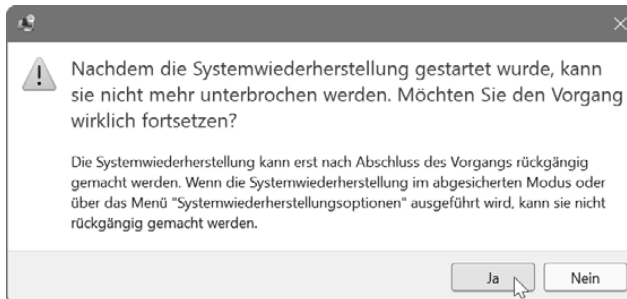 Nachdem die Systemwiederherstellung gestartet wurde, kann
sie nicht mehr unterbrochen werden. Möchten Sie den Vorgang
wirklich fortsetzen?
Die Systemwiederherstellung kann erst nach Abschluss des Vorgangs rückgängig
gemacht werden. Wenn die Systemwiederherstellung im abgesicherten Modus oder
über das Menü "Systemwiederherstellungsoptionen" ausgeführt wird, kann sie nicht
rückgängig gemacht werden.
Ja Nein